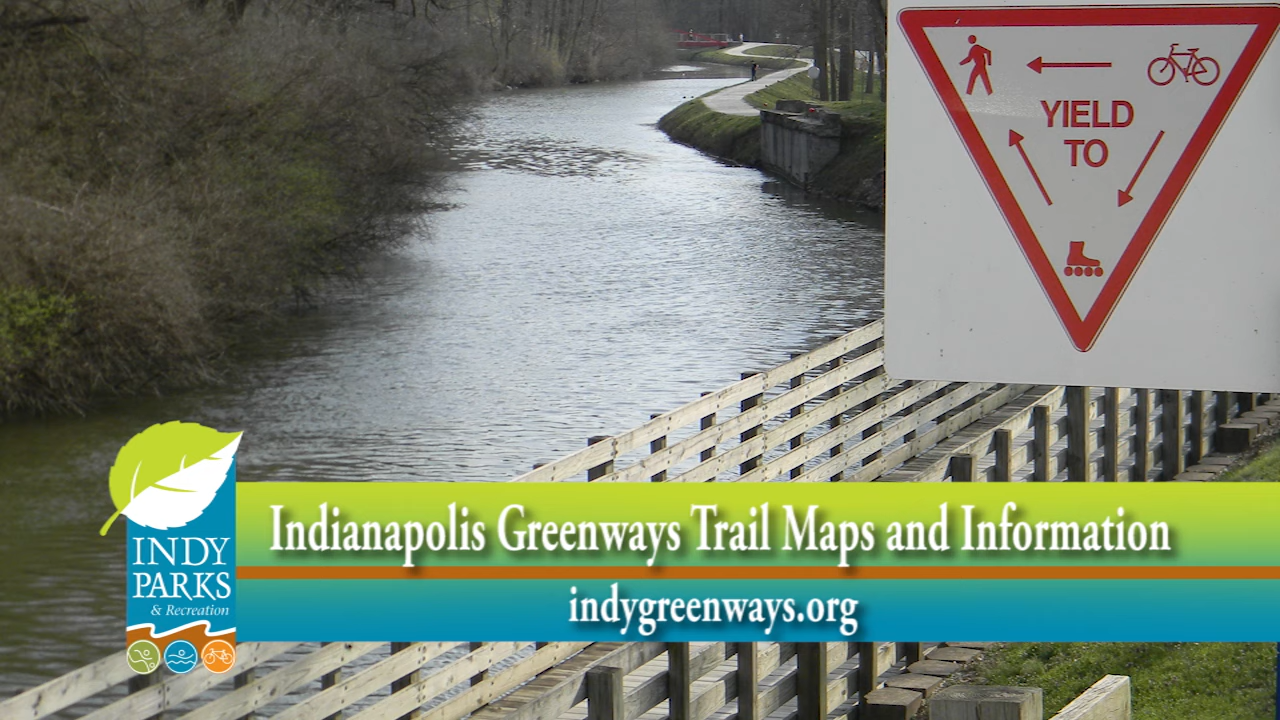 YIELD
TO
Indianapolis Greenways Trail Maps and Information
indygreenways.org
INDY
PARKS
& Recreation